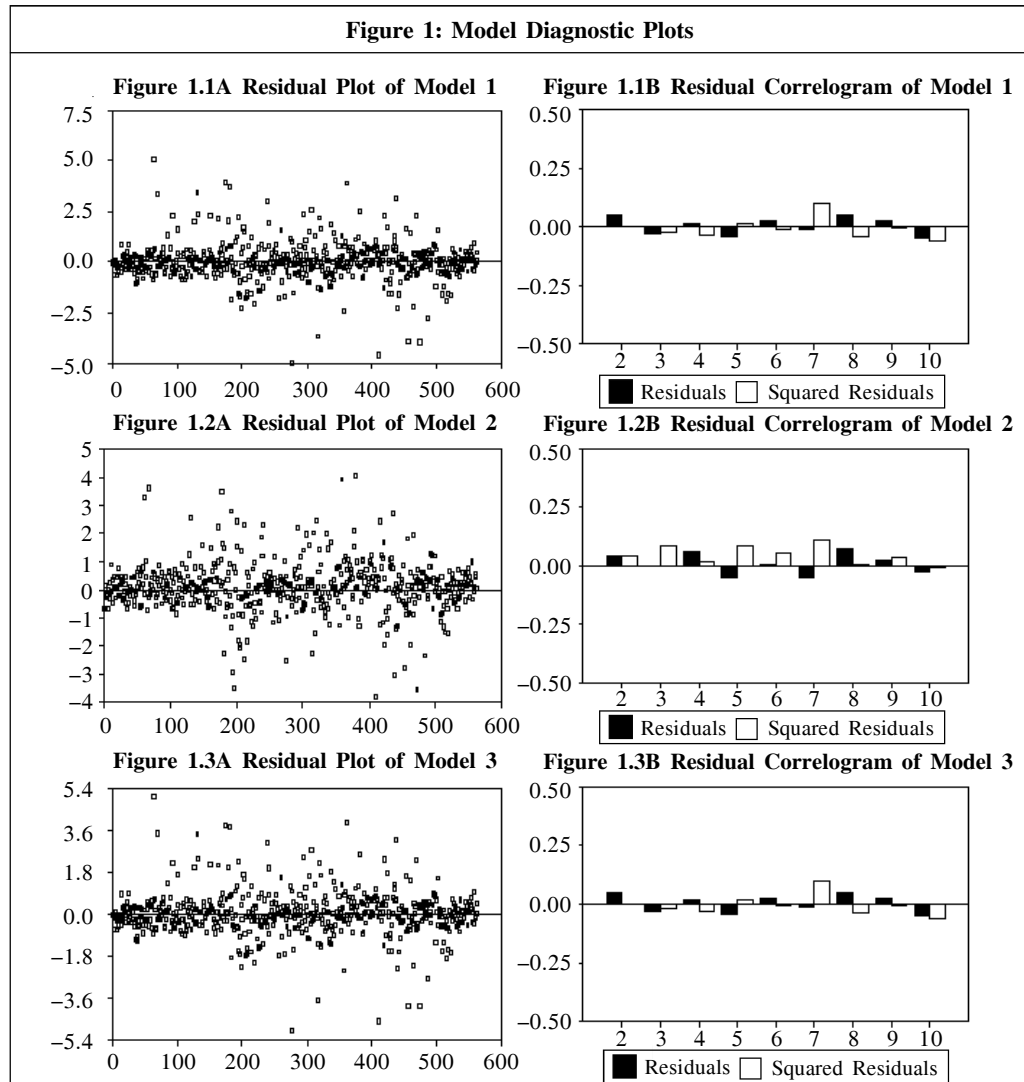 Figure 1: Model Diagnostic Plots
Figure 1.1A Residual Plot of Model 1
7.5
5.0
2.5
0.0
−2.5
−5.0
0 100 200 300 400 500 600
Figure 1.1B Residual Correlogram of Model 1
0.50
0.25
0.00
−0.25
−0.50
2 3 4 5 6 7 8 9 10
Residuals Squared Residuals
Figure 1.2A Residual Plot of Model 2
5
4
3
2
1
0
−1
−2
−3
−4
0 100 200 300 400 500 600
Figure 1.2B Residual Correlogram of Model 2
0.50
0.25
0.00
−0.25
−0.50
2 3 4 5 6 7 8 9 10
Residuals Squared Residuals
Figure 1.3A Residual Plot of Model 3
5.4
3.6
1.8
0.0
−1.8
−3.6
−5.4
0 100 200 300 400 500 600
Figure 1.3B Residual Correlogram of Model 3
0.50
0.25
0.00
−0.25
−0.50
2 3 4 5 6 7 8 9 10
Residuals Squared Residuals